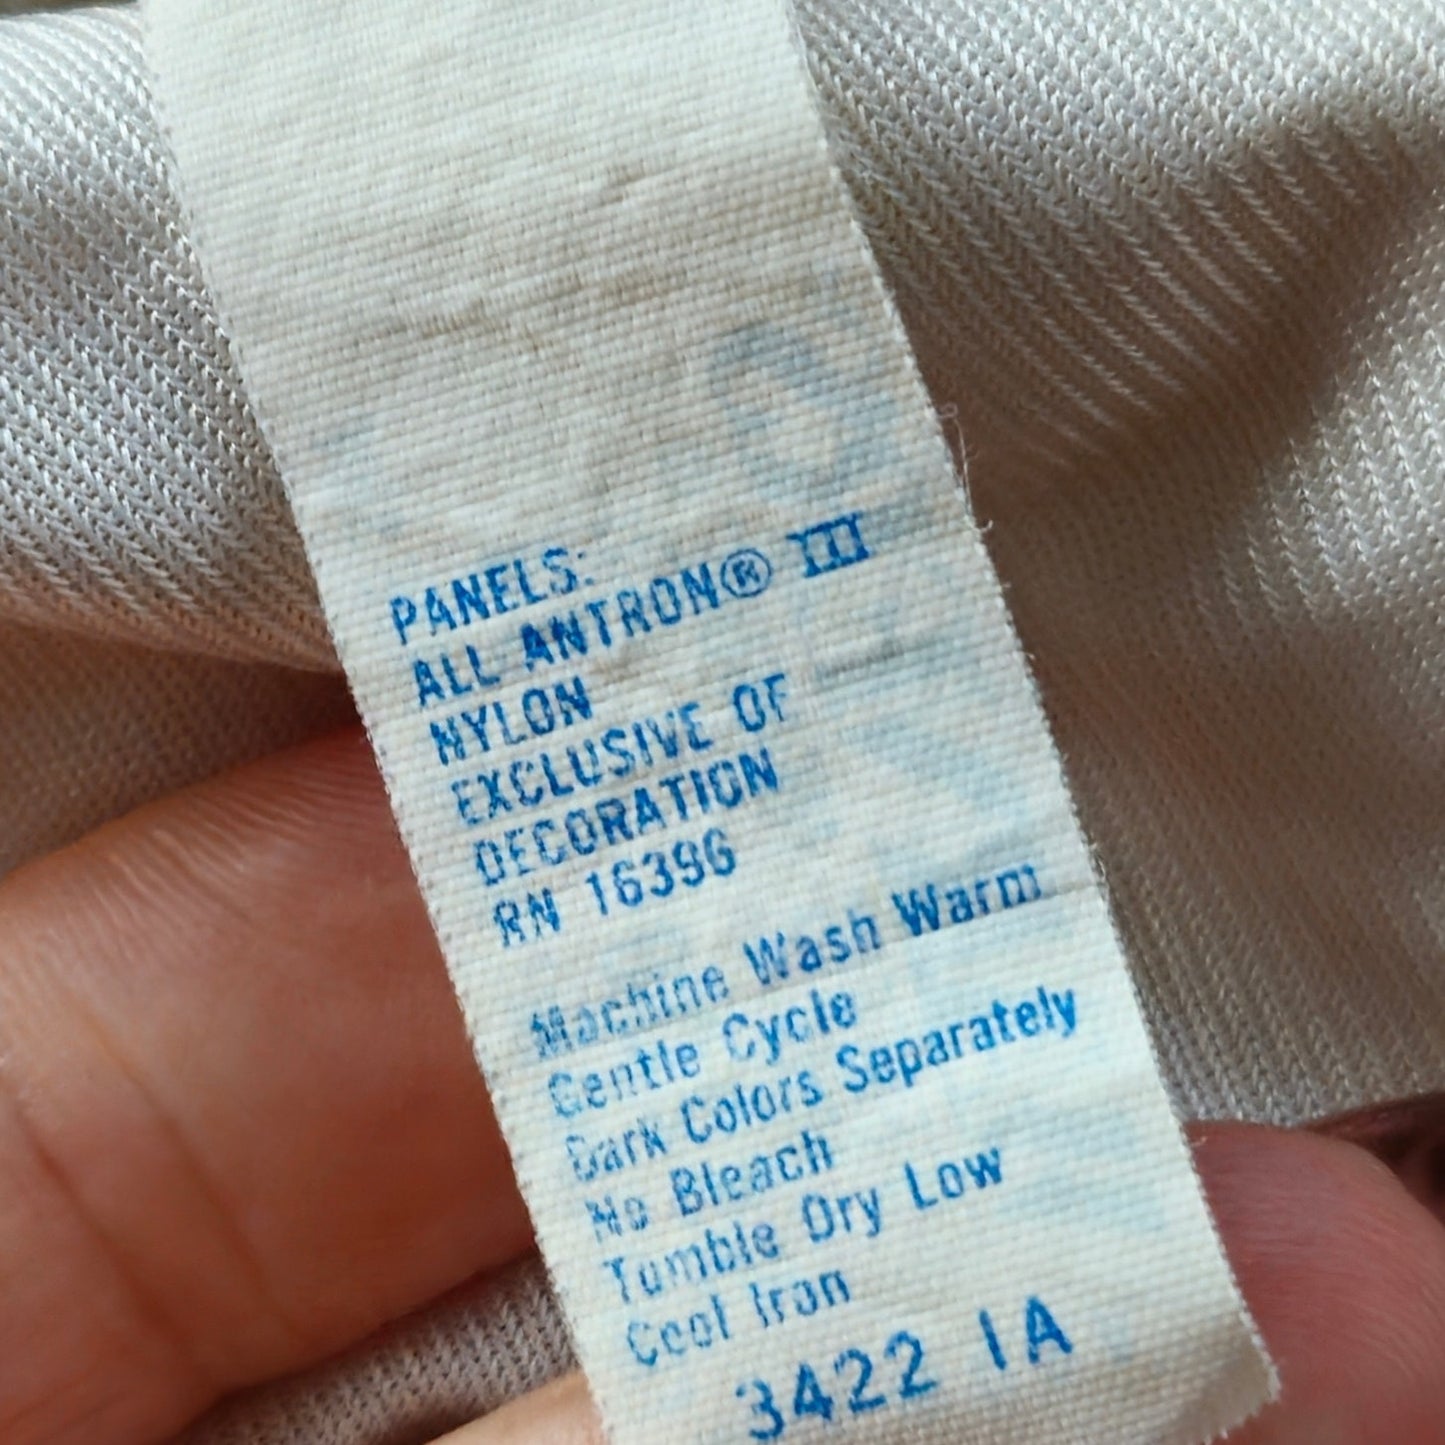 PANELS:
ALL ANTRON® III
NYLON
EXCLUSIVE OF
DECORATION
RN 16396
Machine Wash Warm
Gentle Cycle
Dark Colors Separately
No Bleach
Tumble Dry Low
Cool Iron
3422 1A